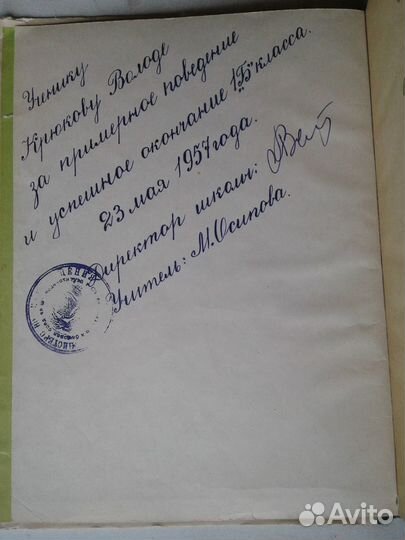 Ученику
Крюкову Володе
за примерное поведение
и успешное окончание 1„Б" класса.
23 мая 1957 года.
Директор школы:
Учитель: М. Осипова.
Avito